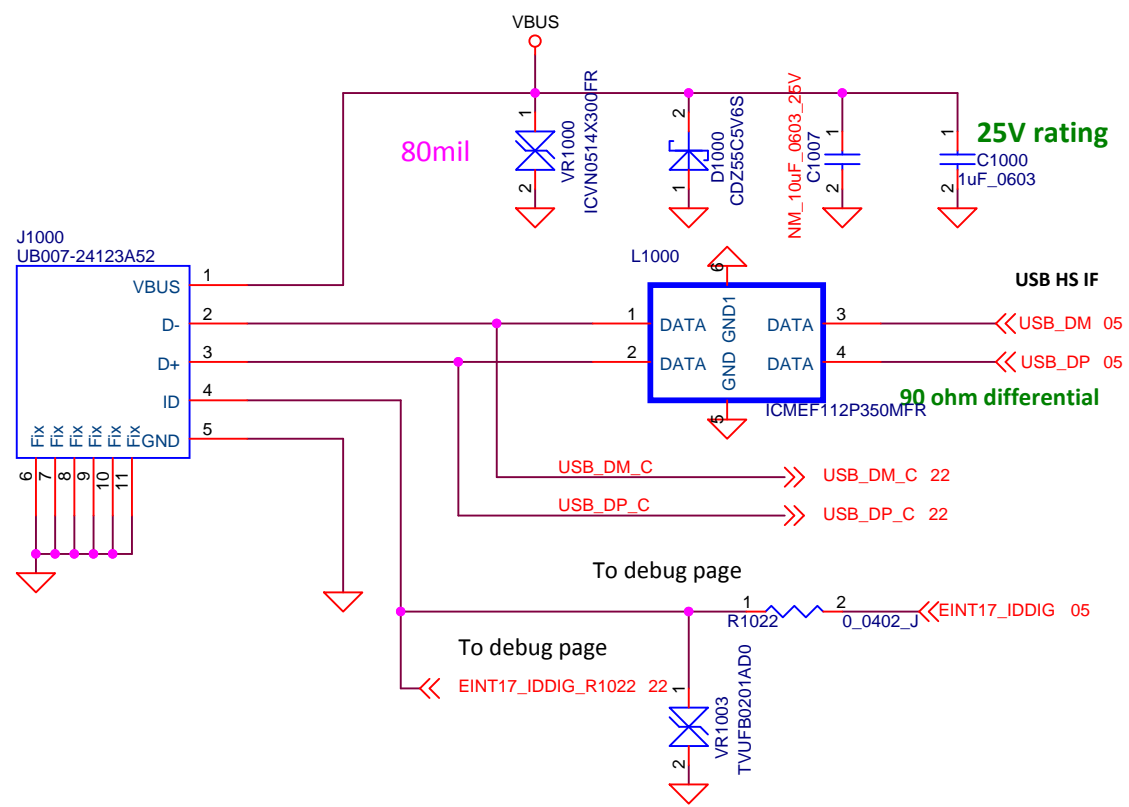 VBUS
1
2
VR1000
ICVN0514X300FR
80mil
2
1
D1000
CDZ55C5V6S
NM_10uF_0603_25V
C1007
1
2
25V rating
1
C1000
2
1uF_0603
J1000
UB007-24123A52
VBUS
1
D-
2
D+
3
ID
4
GND
5
Fix
Fix
Fix
Fix
Fix
Fix
6
7
8
9
10
11
L1000
6
1
DATA
GND1
DATA
3
2
DATA
GND
DATA
4
5
ICMEF112P350MFR
USB HS IF
USB_DM 05
USB_DP 05
90 ohm differential
USB_DM_C
USB_DM_C 22
USB_DP_C
USB_DP_C 22
To debug page
1
2
R1022
0_0402_J
EINT17_IDDIG 05
To debug page
EINT17_IDDIG_R1022 22
1
2
VR1003
TVUFB0201AD0